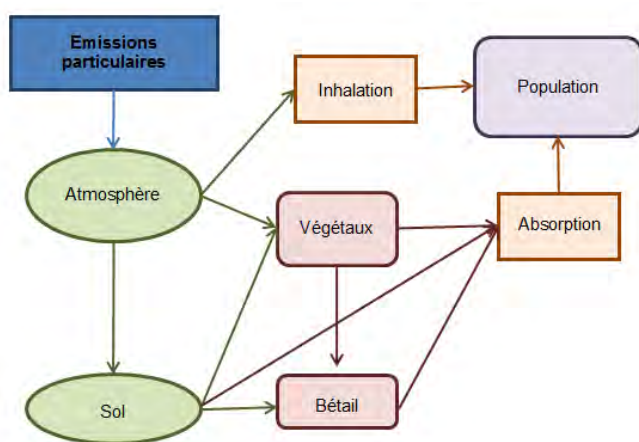 Emissions
particulaires
Inhalation
Population
Atmosphère
Végétaux
Absorption
Sol
Bétail